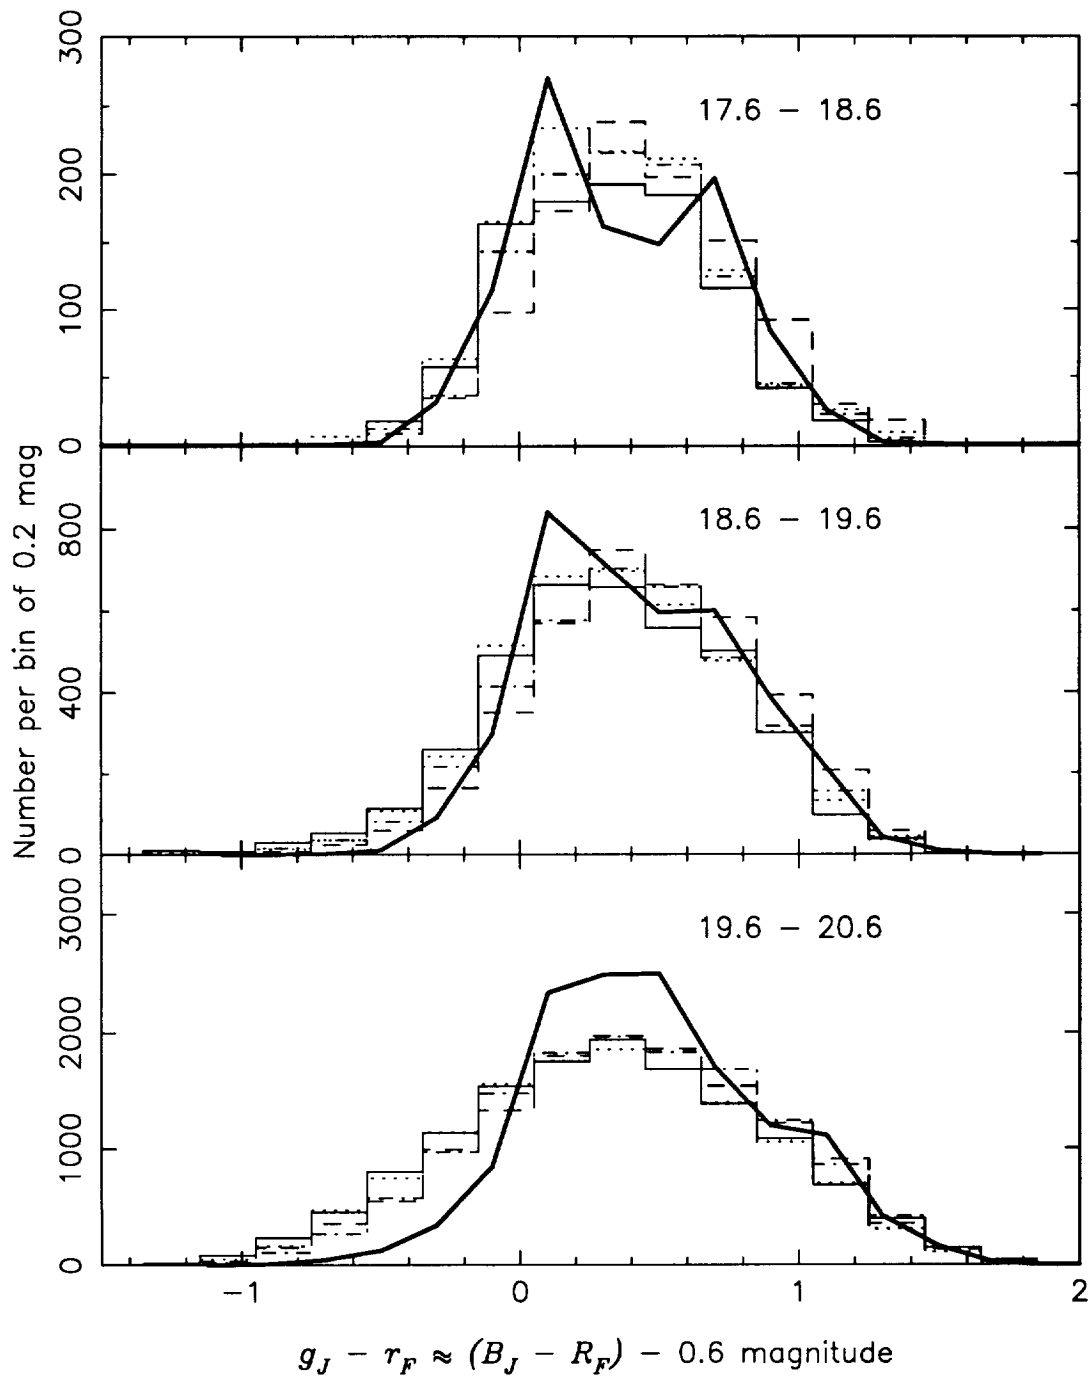 300
17.6 – 18.6
200
100
0
Number per bin of 0.2 mag
18.6 – 19.6
800
400
0
19.6 – 20.6
3000
2000
1000
0
−1 0 1 2
g_J − r_F ≈ (B_J − R_F) − 0.6 magnitude